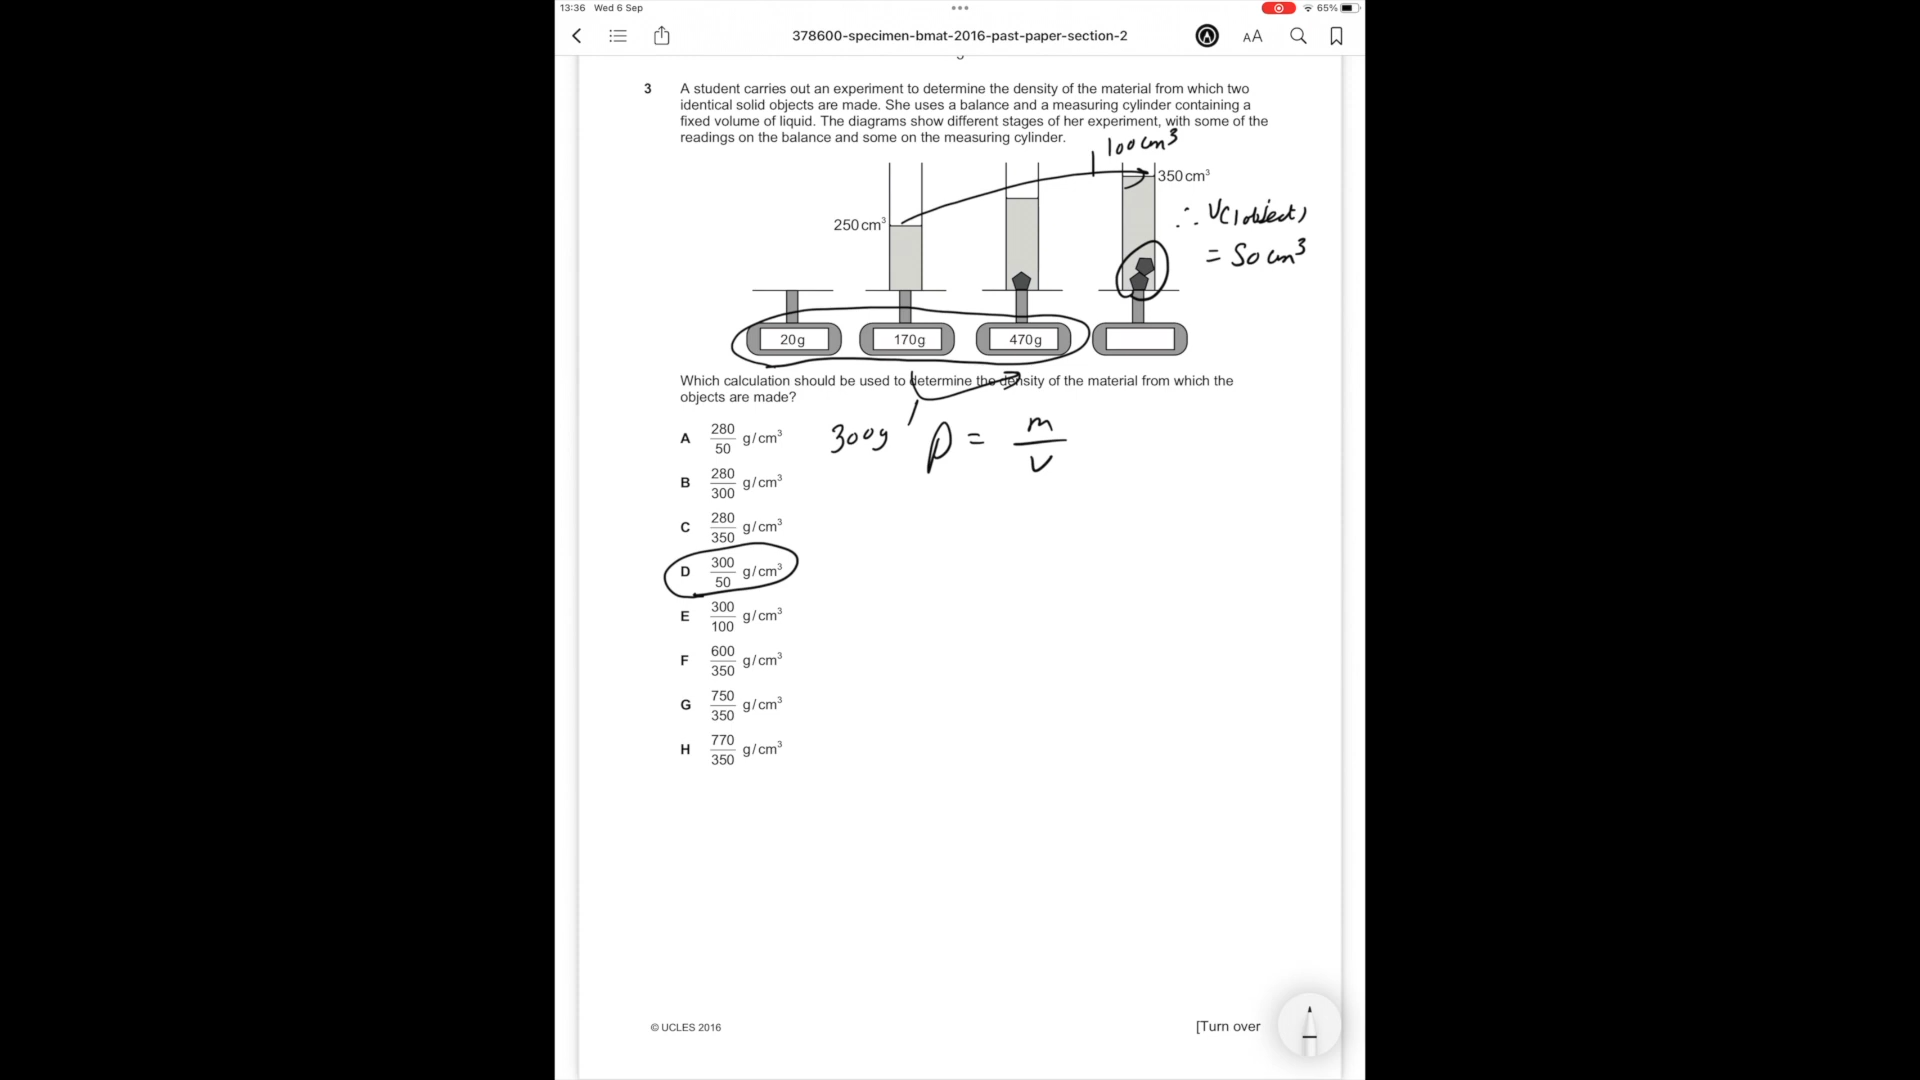 13:36 Wed 6 Sep
65%
378600-specimen-bmat-2016-past-paper-section-2
AA
3 A student carries out an experiment to determine the density of the material from which two
identical solid objects are made. She uses a balance and a measuring cylinder containing a
fixed volume of liquid. The diagrams show different stages of her experiment, with some of the
readings on the balance and some on the measuring cylinder.
100 cm³
350 cm³
250 cm³
∴ V(1 object)
= 50 cm³
20 g 170 g 470 g
Which calculation should be used to determine the density of the material from which the
objects are made?
300g ρ = m/v
A 280/50 g/cm³
B 280/300 g/cm³
C 280/350 g/cm³
D 300/50 g/cm³
E 300/100 g/cm³
F 600/350 g/cm³
G 750/350 g/cm³
H 770/350 g/cm³
© UCLES 2016
[Turn over